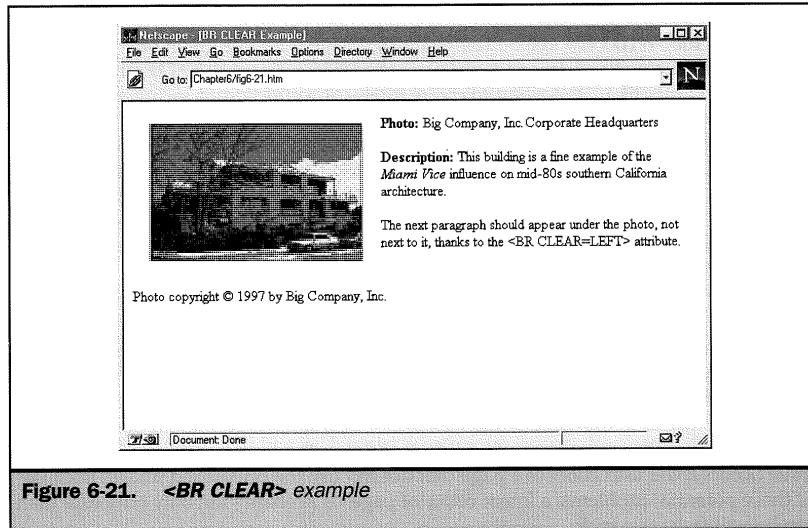 Netscape - [BR CLEAR Example]
File Edit View Go Bookmarks Options Directory Window Help
Go to: Chapter6/fig6-21.htm
N
Photo: Big Company, Inc. Corporate Headquarters
Description: This building is a fine example of the
Miami Vice influence on mid-80s southern California
architecture.
The next paragraph should appear under the photo, not
next to it, thanks to the <BR CLEAR=LEFT> attribute.
Photo copyright © 1997 by Big Company, Inc.
Document: Done
?
Figure 6-21. <BR CLEAR> example